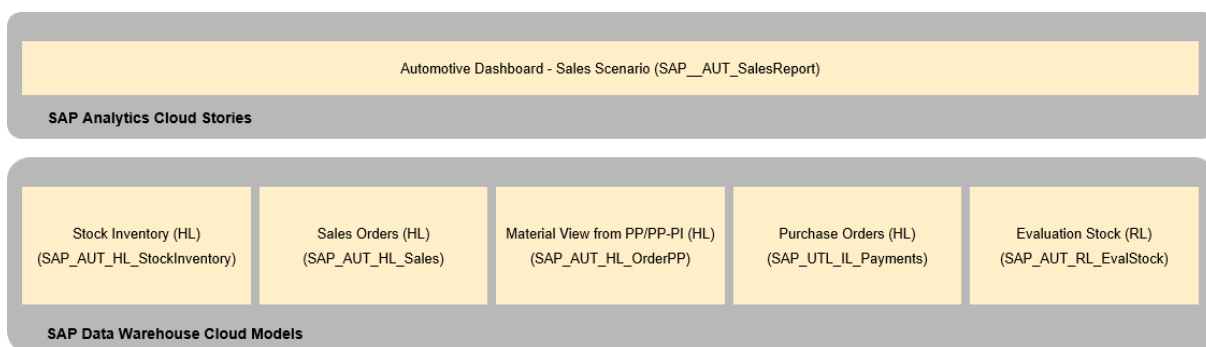 Automotive Dashboard - Sales Scenario (SAP__AUT_SalesReport)
SAP Analytics Cloud Stories
Stock Inventory (HL)
(SAP_AUT_HL_StockInventory)
Sales Orders (HL)
(SAP_AUT_HL_Sales)
Material View from PP/PP-PI (HL)
(SAP_AUT_HL_OrderPP)
Purchase Orders (HL)
(SAP_UTL_IL_Payments)
Evaluation Stock (RL)
(SAP_AUT_RL_EvalStock)
SAP Data Warehouse Cloud Models